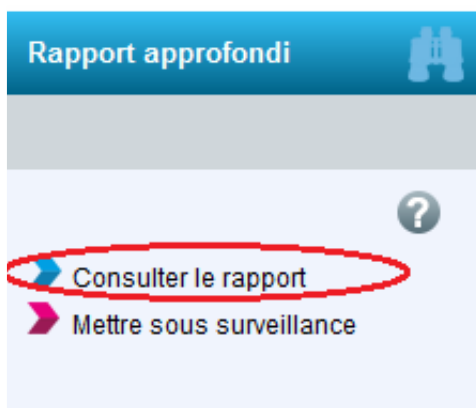 Rapport approfondi
?
Consulter le rapport
Mettre sous surveillance